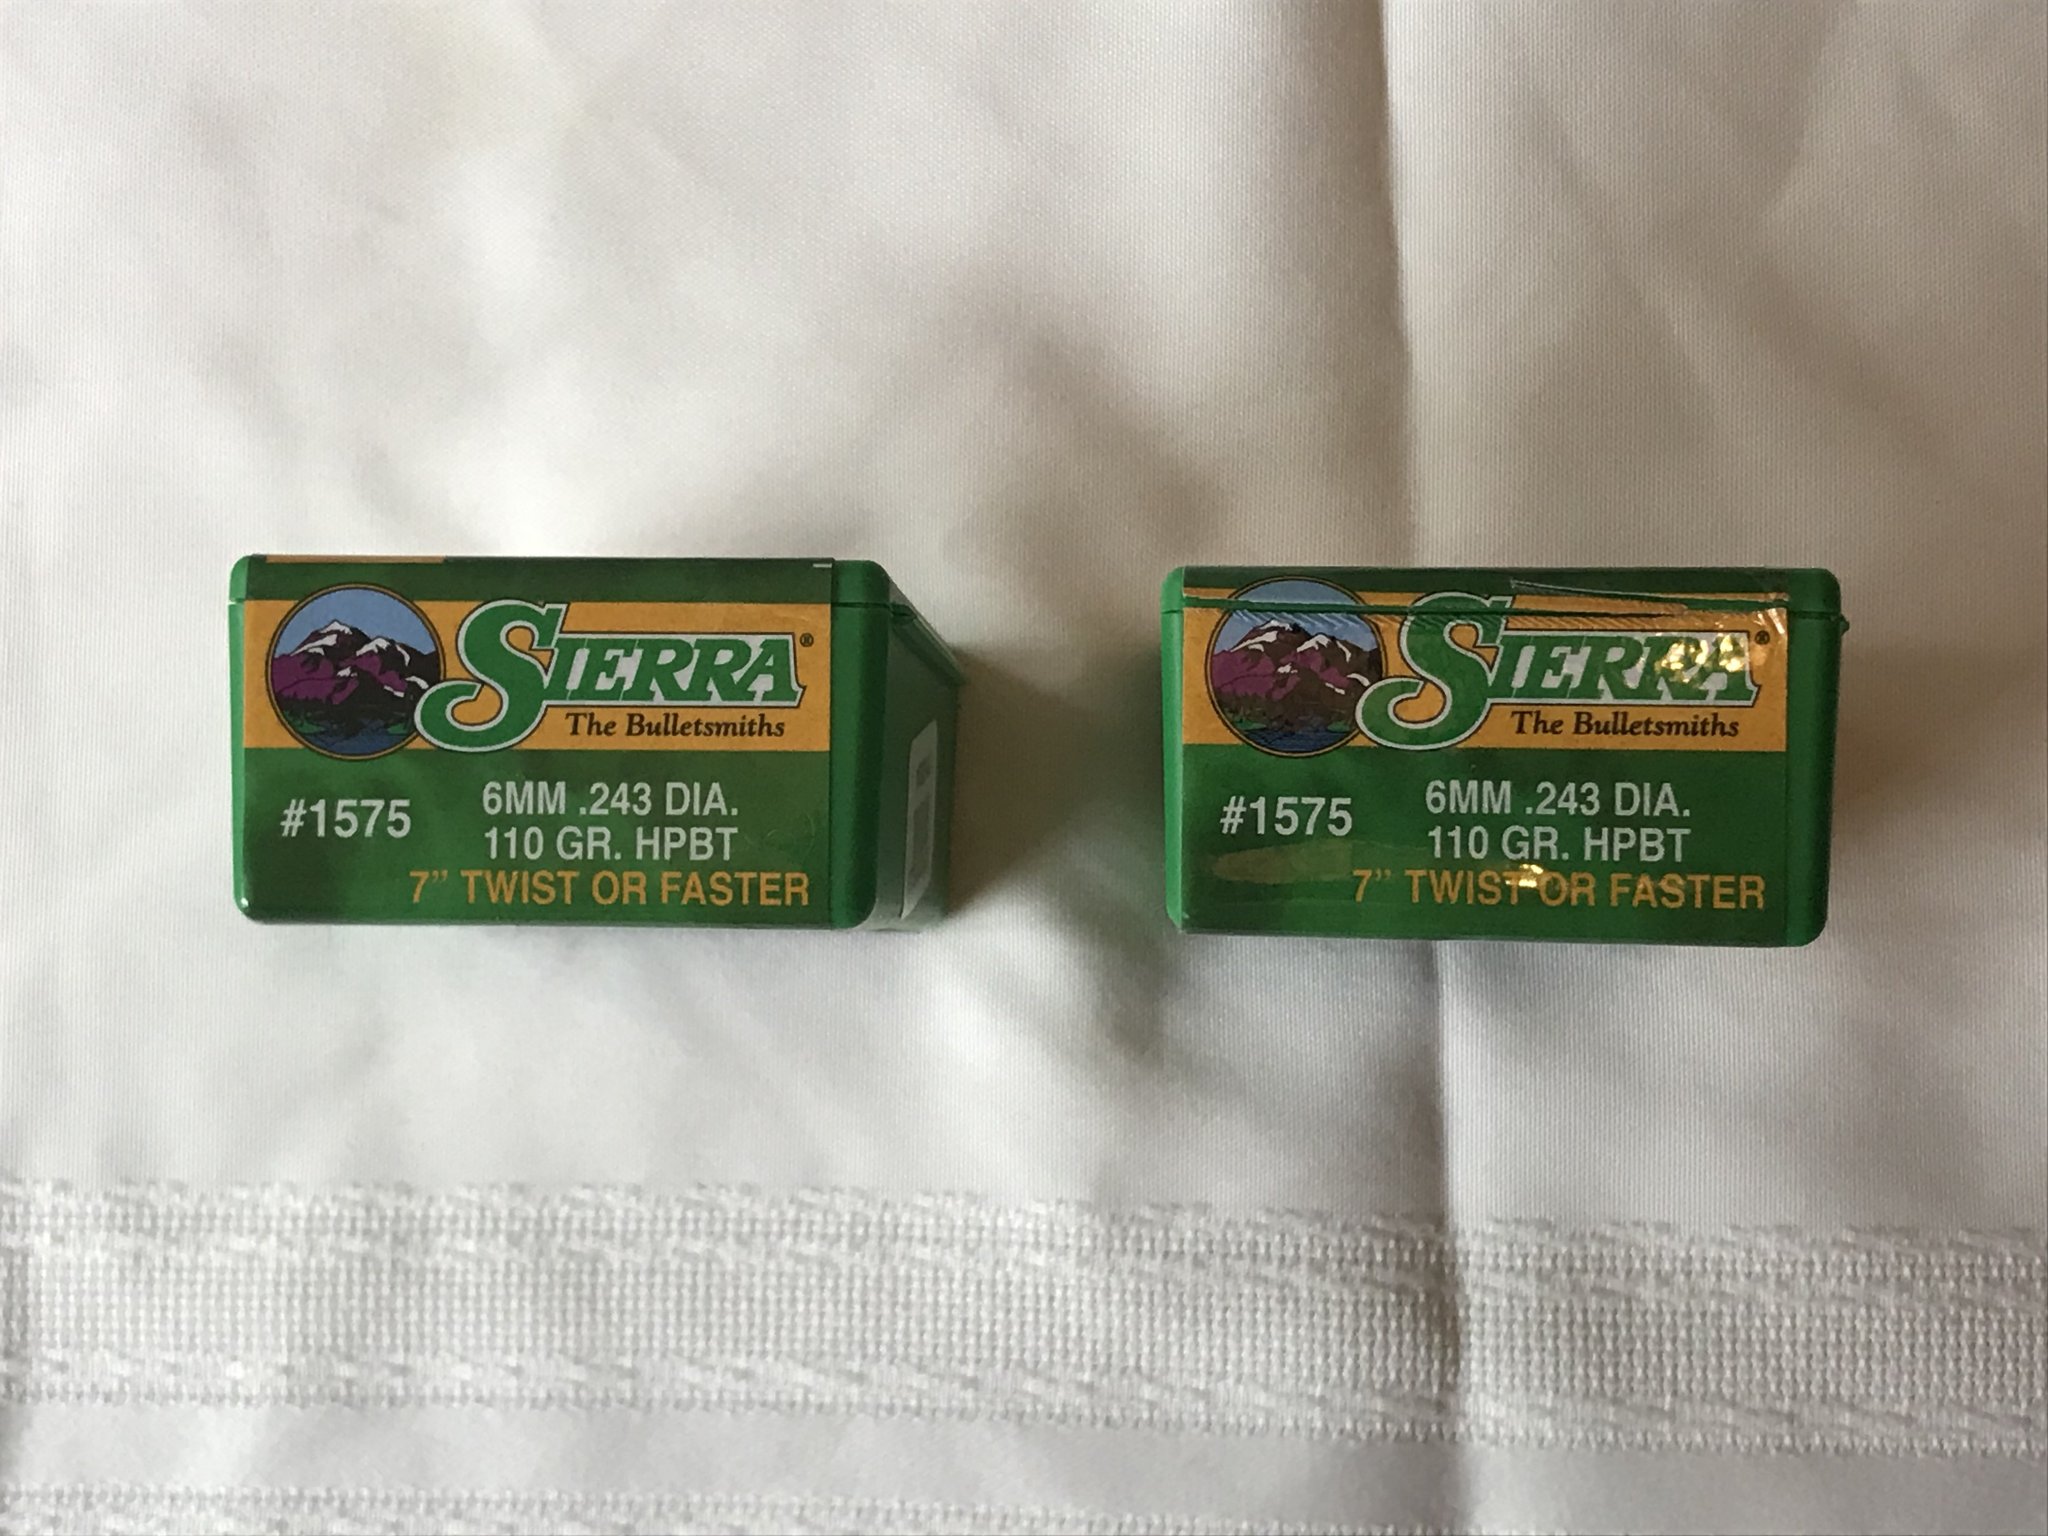 SIERRA®
The Bulletsmiths
#1575
6MM .243 DIA.
110 GR. HPBT
7” TWIST OR FASTER
SIERRA®
The Bulletsmiths
#1575
6MM .243 DIA.
110 GR. HPBT
7” TWIST OR FASTER